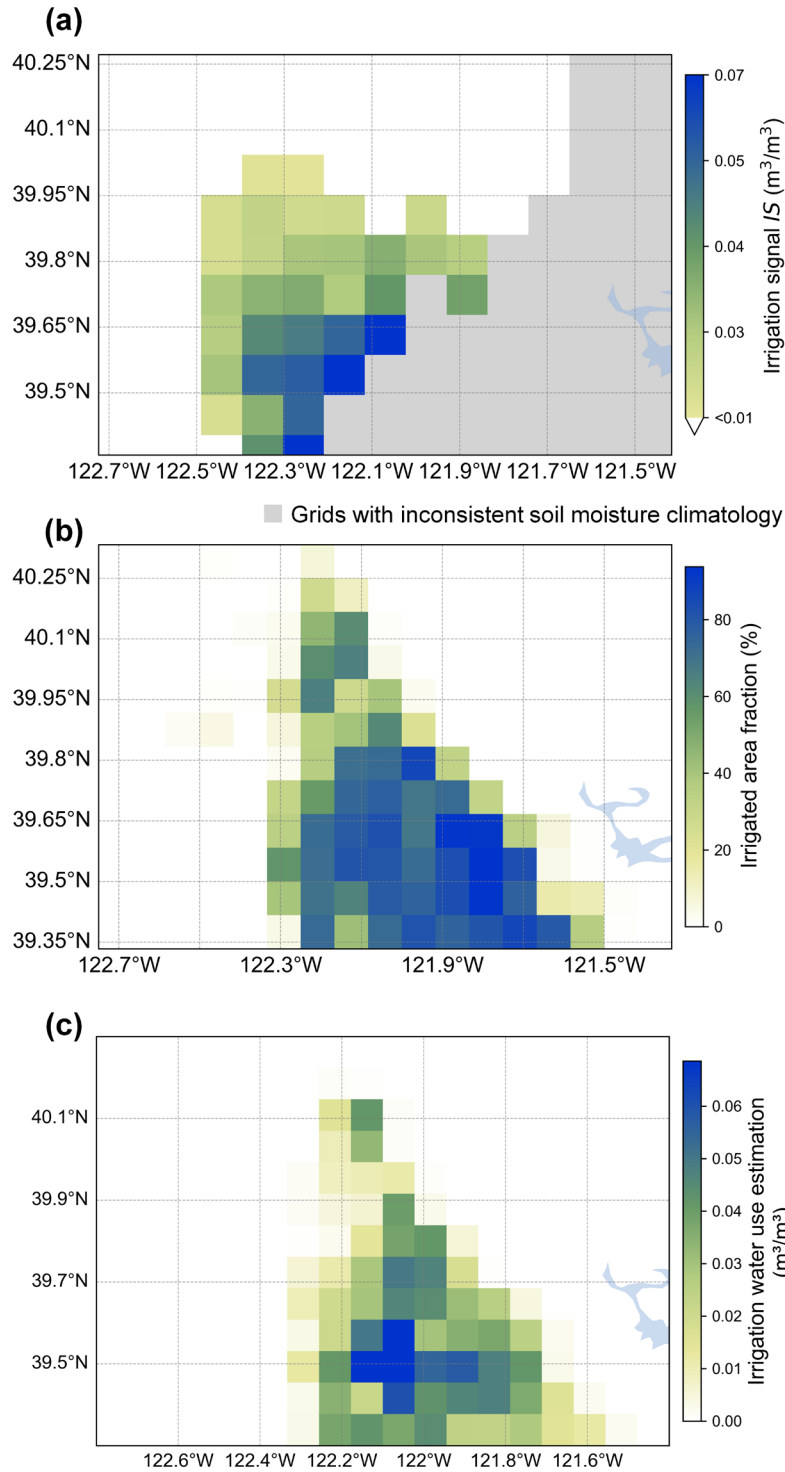 (a)
40.25°N
40.1°N
39.95°N
39.8°N
39.65°N
39.5°N
122.7°W 122.5°W 122.3°W 122.1°W 121.9°W 121.7°W 121.5°W
0.07
0.05
0.04
0.03
<0.01
Irrigation signal IS (m³/m³)
Grids with inconsistent soil moisture climatology
(b)
40.25°N
40.1°N
39.95°N
39.8°N
39.65°N
39.5°N
39.35°N
122.7°W 122.3°W 121.9°W 121.5°W
80
60
40
20
0
Irrigated area fraction (%)
(c)
40.1°N
39.9°N
39.7°N
39.5°N
122.6°W 122.4°W 122.2°W 122°W 121.8°W 121.6°W
0.06
0.05
0.04
0.03
0.02
0.01
0.00
Irrigation water use estimation
(m³/m³)